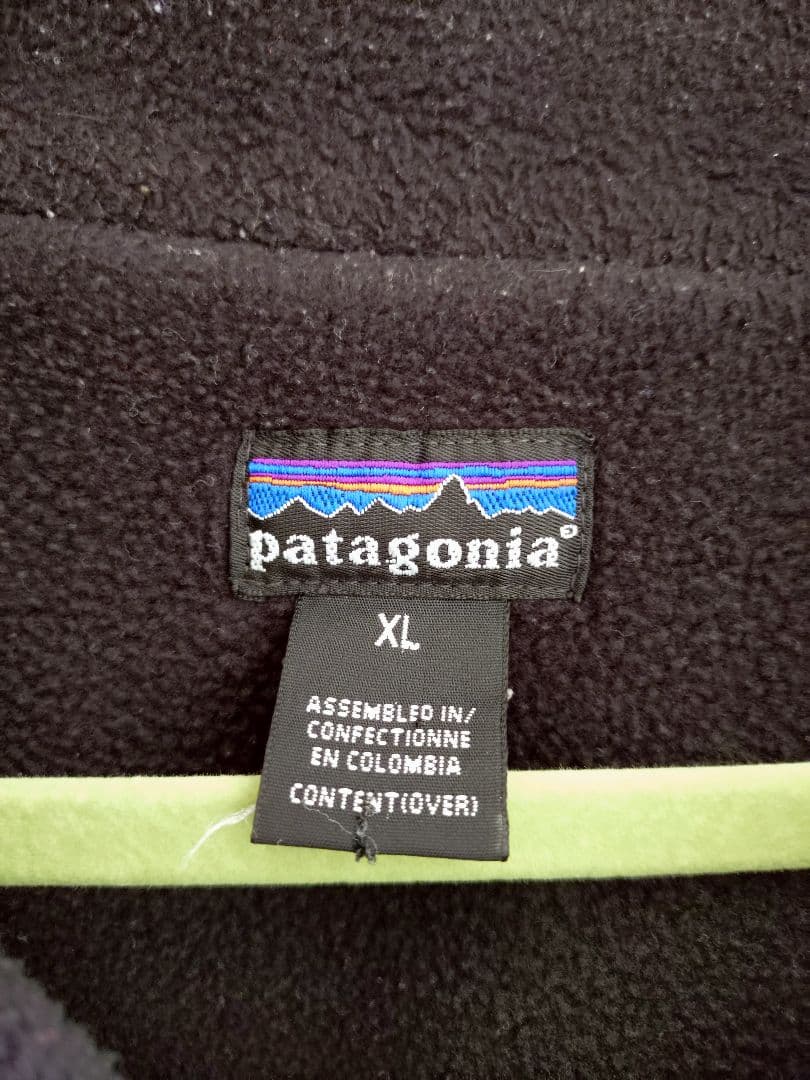 patagonia®
XL
ASSEMBLED IN/
CONFECTIONNE
EN COLOMBIA
CONTENT(OVER)